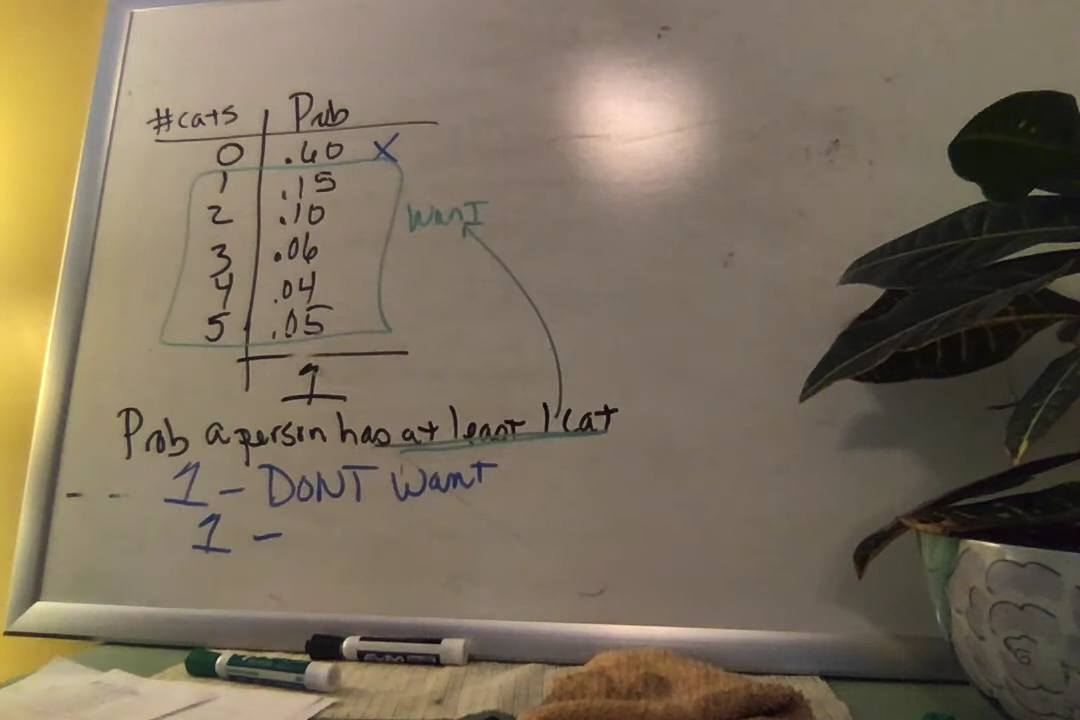 #cats Prob
0 .60 X
1 .15
2 .10 Want
3 .06
4 .04
5 .05
1
Prob a person has at least 1 cat
1 - DONT Want
1 -